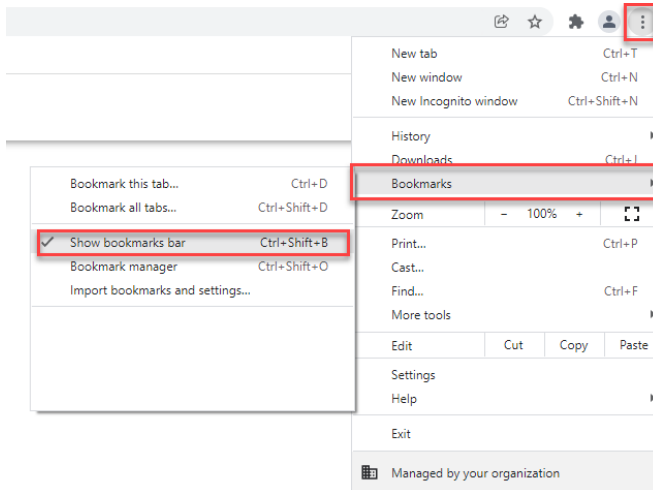 New tab Ctrl+T
New window Ctrl+N
New Incognito window Ctrl+Shift+N
History
Downloads Ctrl+J
Bookmarks
Bookmark this tab... Ctrl+D
Bookmark all tabs... Ctrl+Shift+D
Show bookmarks bar Ctrl+Shift+B
Bookmark manager Ctrl+Shift+O
Import bookmarks and settings...
Zoom - 100% +
Print... Ctrl+P
Cast...
Find... Ctrl+F
More tools
Edit Cut Copy Paste
Settings
Help
Exit
Managed by your organization